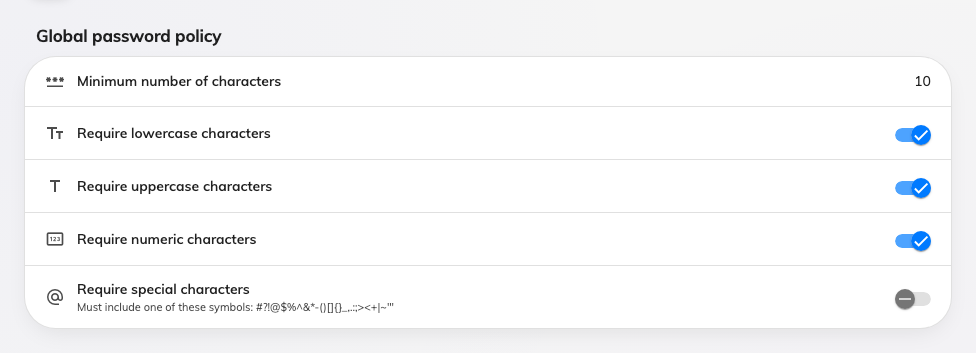 Global password policy
Minimum number of characters 10
Require lowercase characters
Require uppercase characters
123 Require numeric characters
Require special characters
Must include one of these symbols: #?!@$%^&*-()[]{}_,.:;><+|~'"